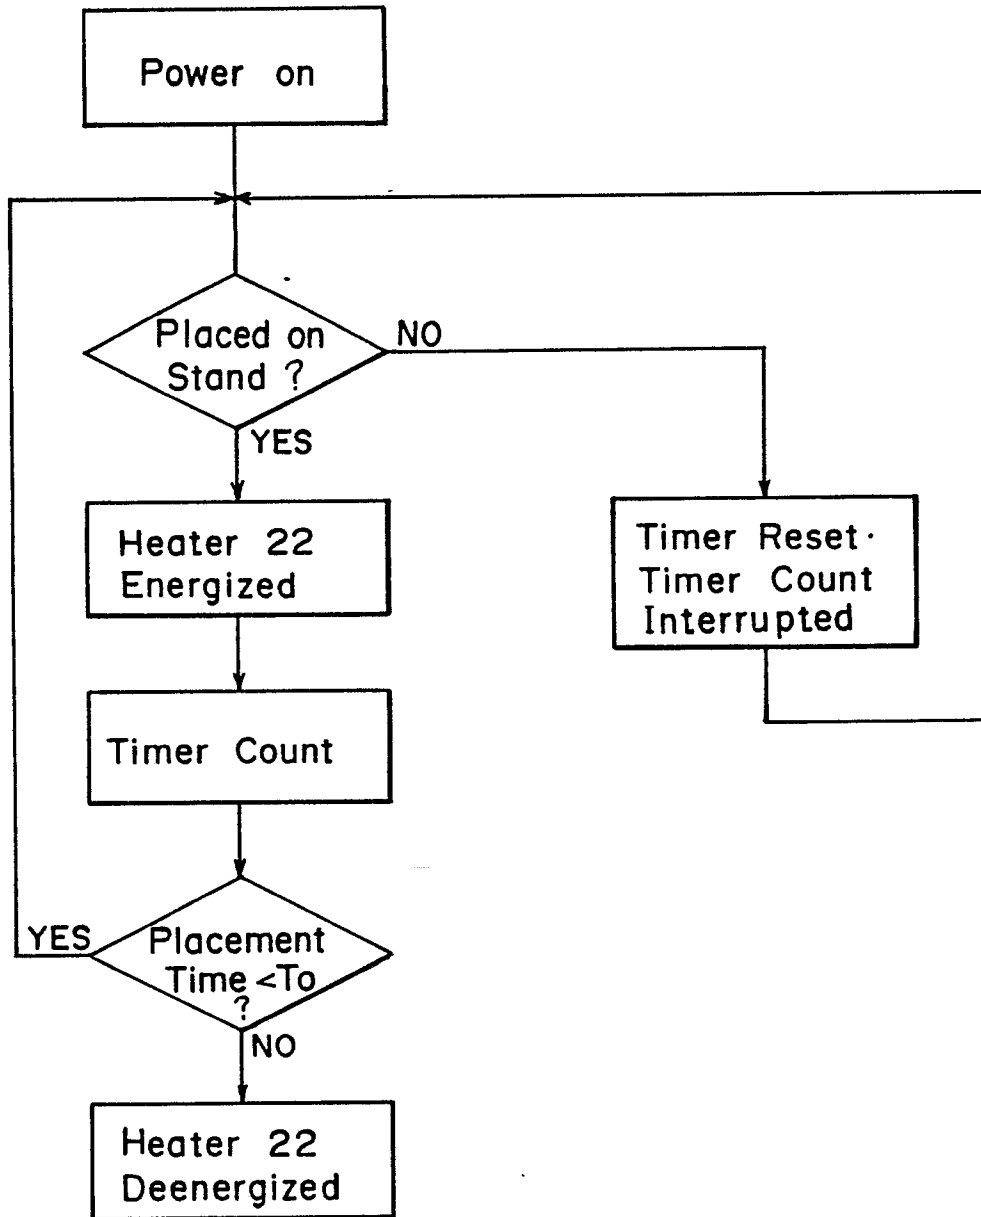 Power on
Placed on
Stand ?
NO
YES
Heater 22
Energized
Timer Reset·
Timer Count
Interrupted
Timer Count
YES
Placement
Time <To
?
NO
Heater 22
Deenergized